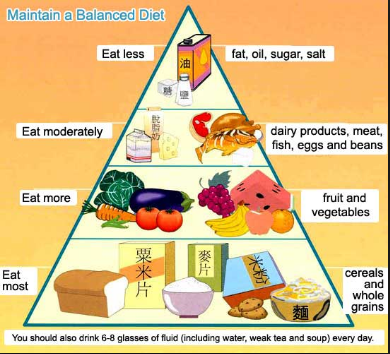 Maintain a Balanced Diet
Eat less
fat, oil, sugar, salt
油
糖
鹽
Eat moderately
脫脂奶
dairy products, meat,
fish, eggs and beans
Eat more
fruit and
vegetables
Eat
most
粟米片
麥片
米粉
麵
cereals
and
whole
grains
You should also drink 6-8 glasses of fluid (including water, weak tea and soup) every day.